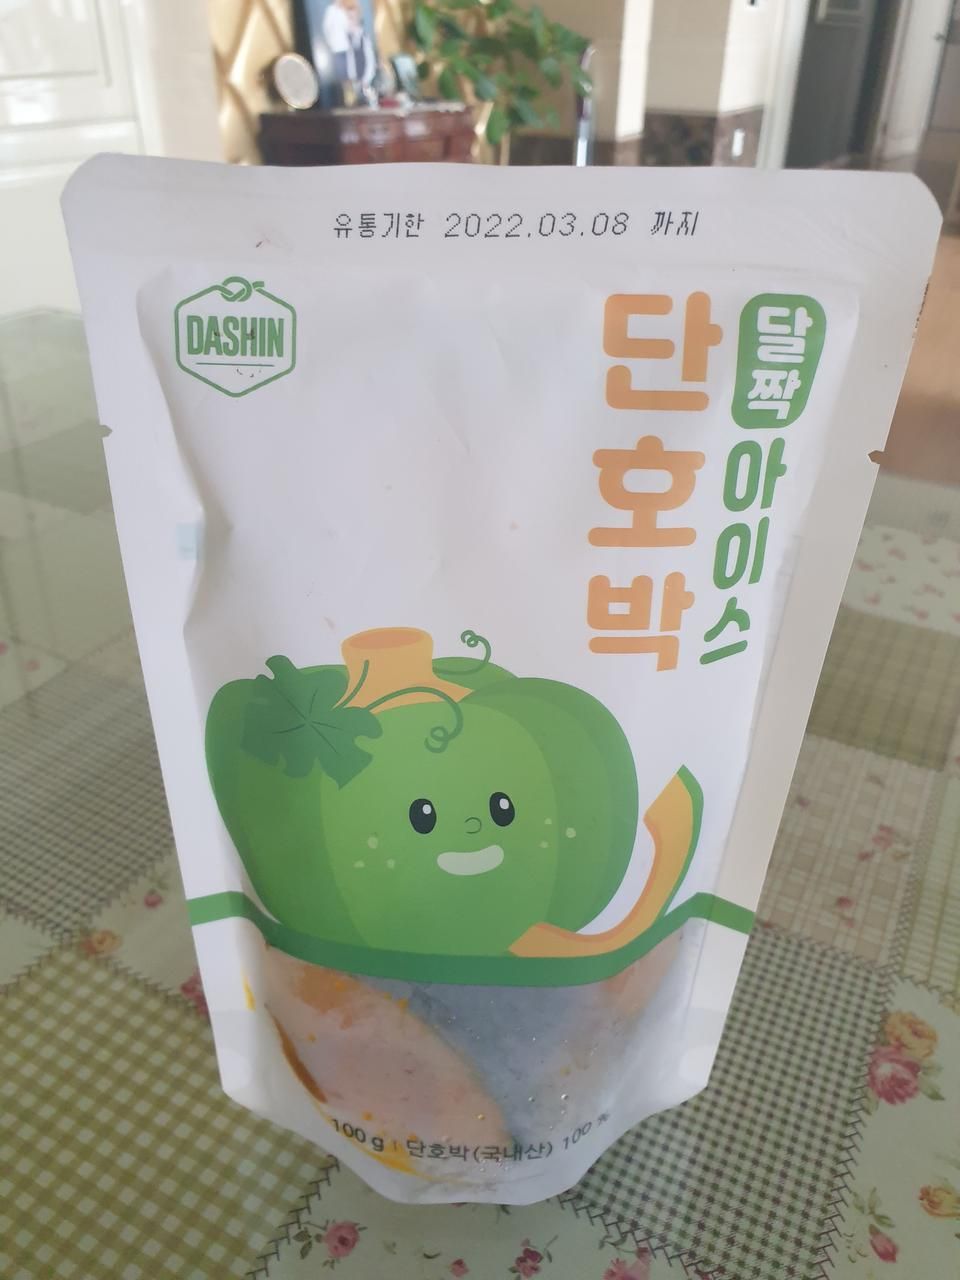 유통기한 2022.03.08 까지
DASHIN
달짝
아이스
단호박
100g | 단호박(국내산) 100 %